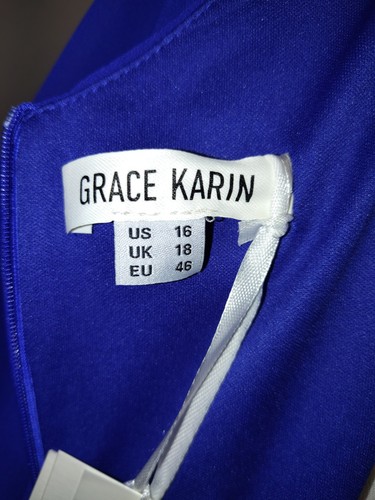 GRACE KARIN
US 16
UK 18
EU 46